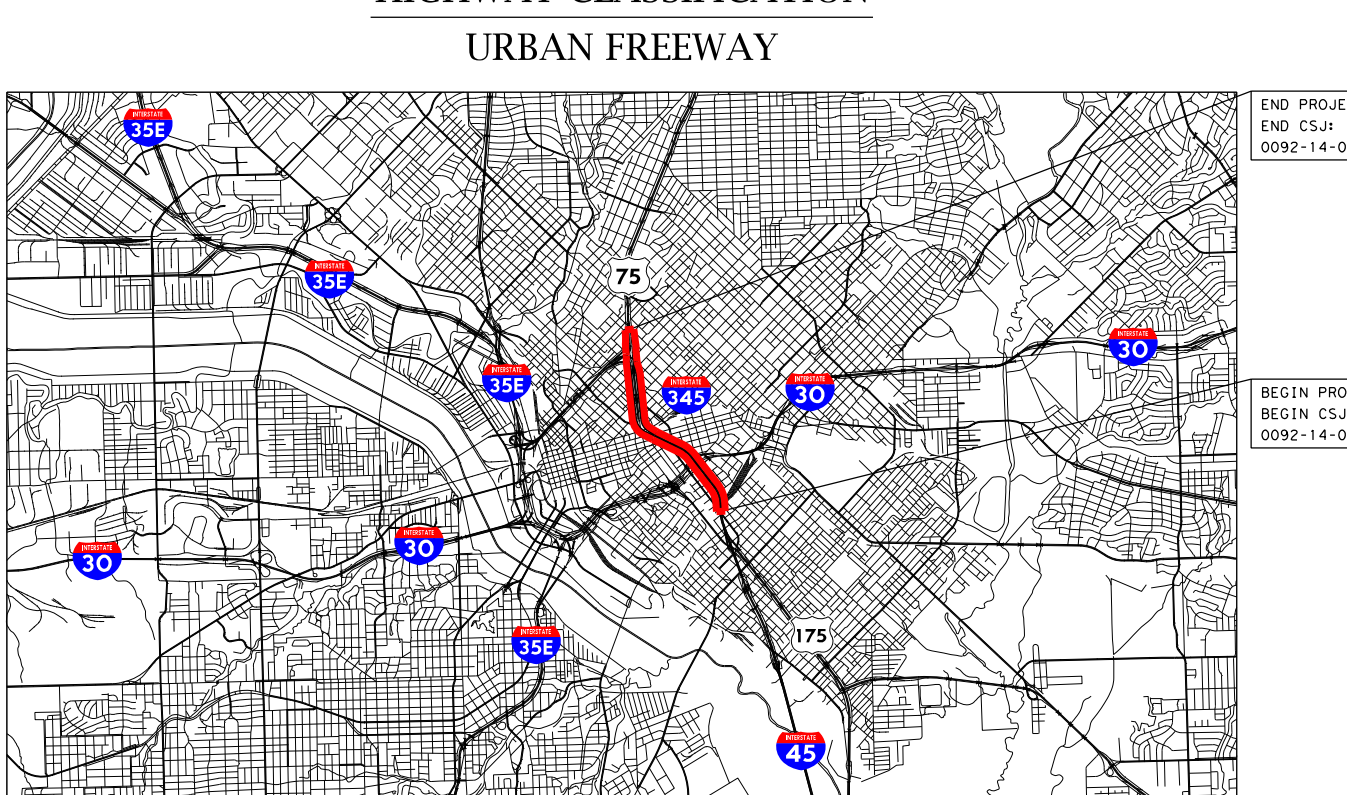 HIGHWAY CLASSIFICATION
URBAN FREEWAY
END PROJE
END CSJ:
0092-14-0
INTERSTATE
35E
INTERSTATE
35E
75
INTERSTATE
30
INTERSTATE
35E
INTERSTATE
345
INTERSTATE
30
BEGIN PRO
BEGIN CSJ
0092-14-0
INTERSTATE
30
INTERSTATE
30
175
INTERSTATE
35E
INTERSTATE
45